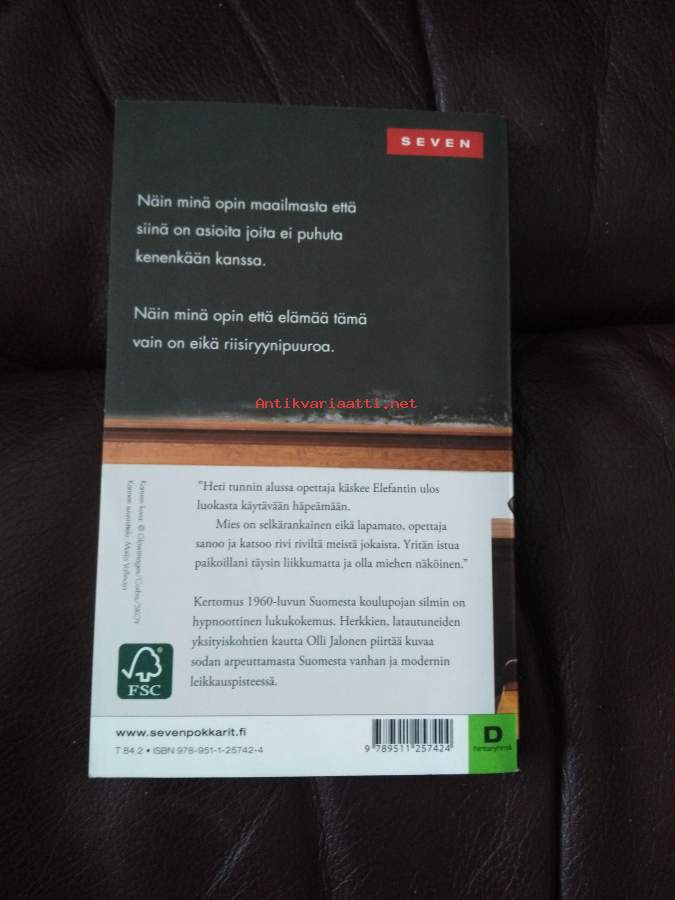 SEVEN
Näin minä opin maailmasta että
siinä on asioita joita ei puhuta
kenenkään kanssa.
Näin minä opin että elämää tämä
vain on eikä riisiryynipuuroa.
Antikvariaatti.net
"Heti tunnin alussa opettaja käskee Elefantin ulos
luokasta käytävään häpeämään.
Mies on selkärankainen eikä lapamato, opettaja
sanoo ja katsoo rivi riviltä meistä jokaista. Yritän istua
paikoillani täysin liikkumatta ja olla miehen näköinen."
Kertomus 1960-luvun Suomesta koulupojan silmin on
hypnoottinen lukukokemus. Herkkien, latautuneiden
yksityiskohtien kautta Olli Jalonen piirtää kuvaa
sodan arpeuttamasta Suomesta vanhan ja modernin
leikkauspisteessä.
Kannen kuvat ©
Kannen suunnittelu:
FSC
www.sevenpokkarit.fi
T 84.2 • ISBN 978-951-1-25742-4
9 789511 257424
D
hintaryhmä